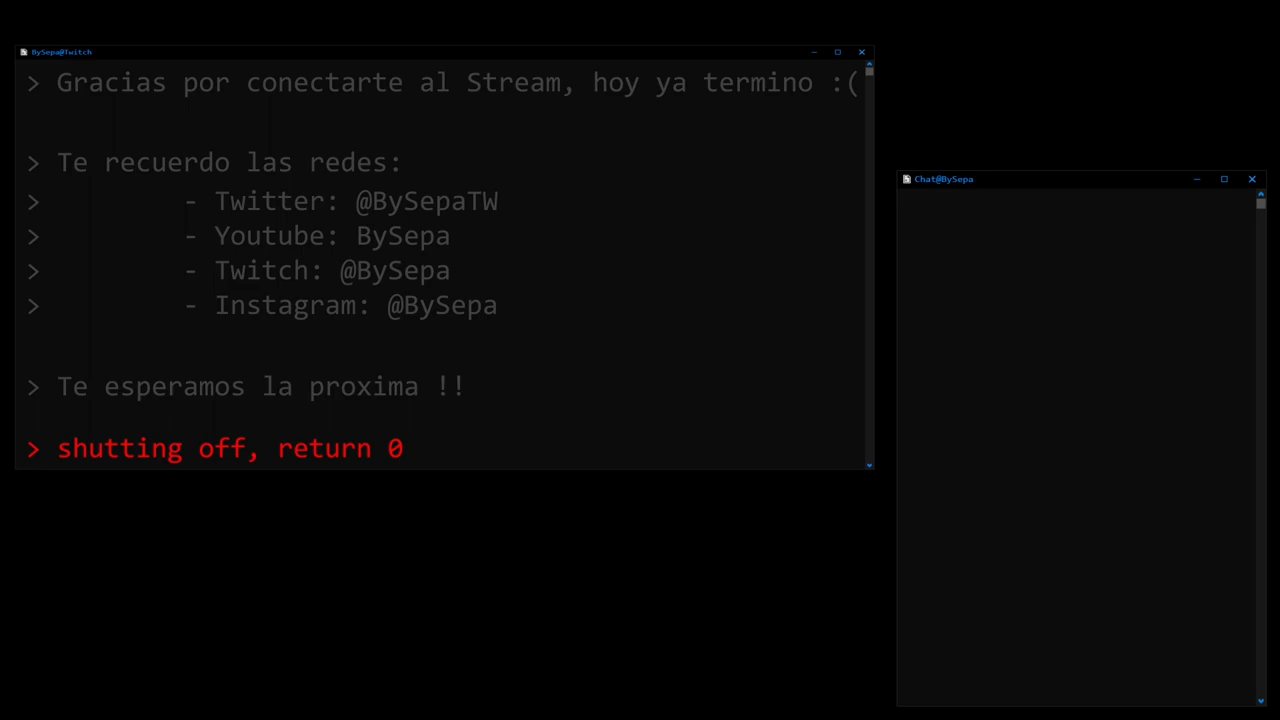 BySepa@Twitch
> Gracias por conectarte al Stream, hoy ya termino :(
> Te recuerdo las redes:
> - Twitter: @BySepaTW
> - Youtube: BySepa
> - Twitch: @BySepa
> - Instagram: @BySepa
> Te esperamos la proxima !!
> shutting off, return 0
Chat@BySepa